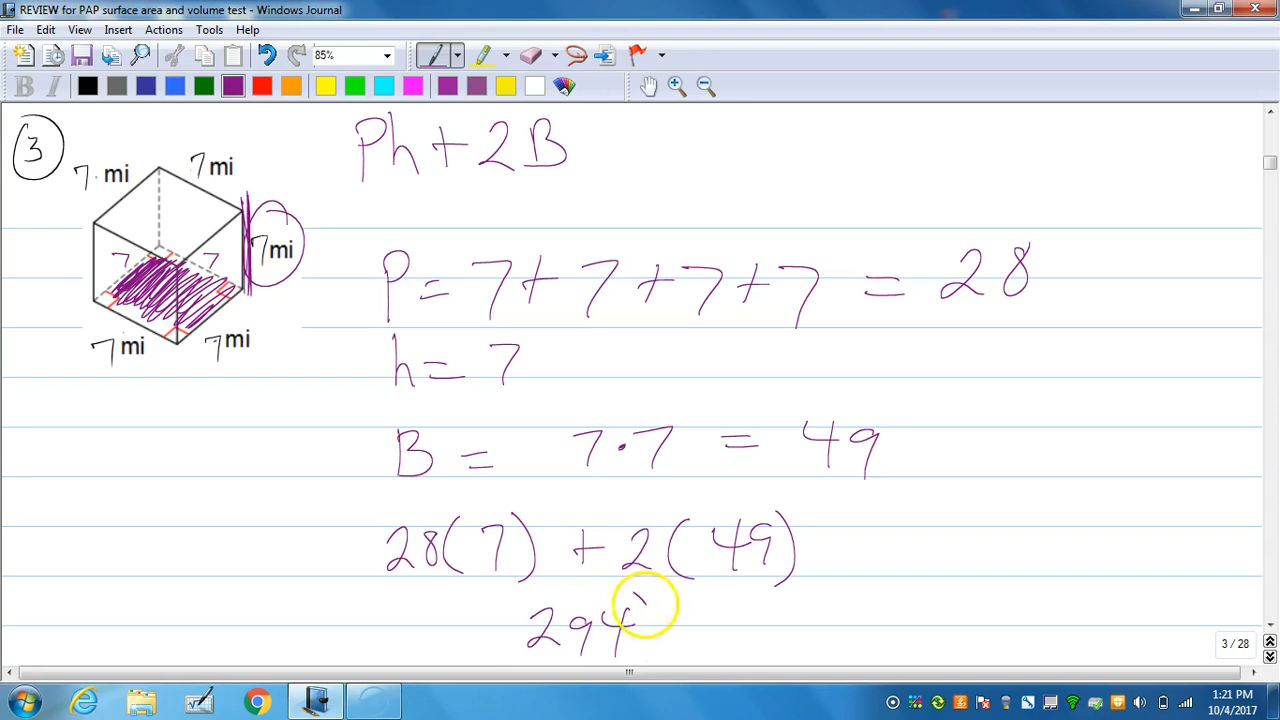 REVIEW for PAP surface area and volume test - Windows Journal
File Edit View Insert Actions Tools Help
85%
B I
3
Ph + 2B
7 mi 7 mi
7 mi
7 7
7 mi 7 mi
P = 7 + 7 + 7 + 7 = 28
h = 7
B = 7 · 7 = 49
28(7) + 2(49)
294
3 / 28
1:21 PM
10/4/2017